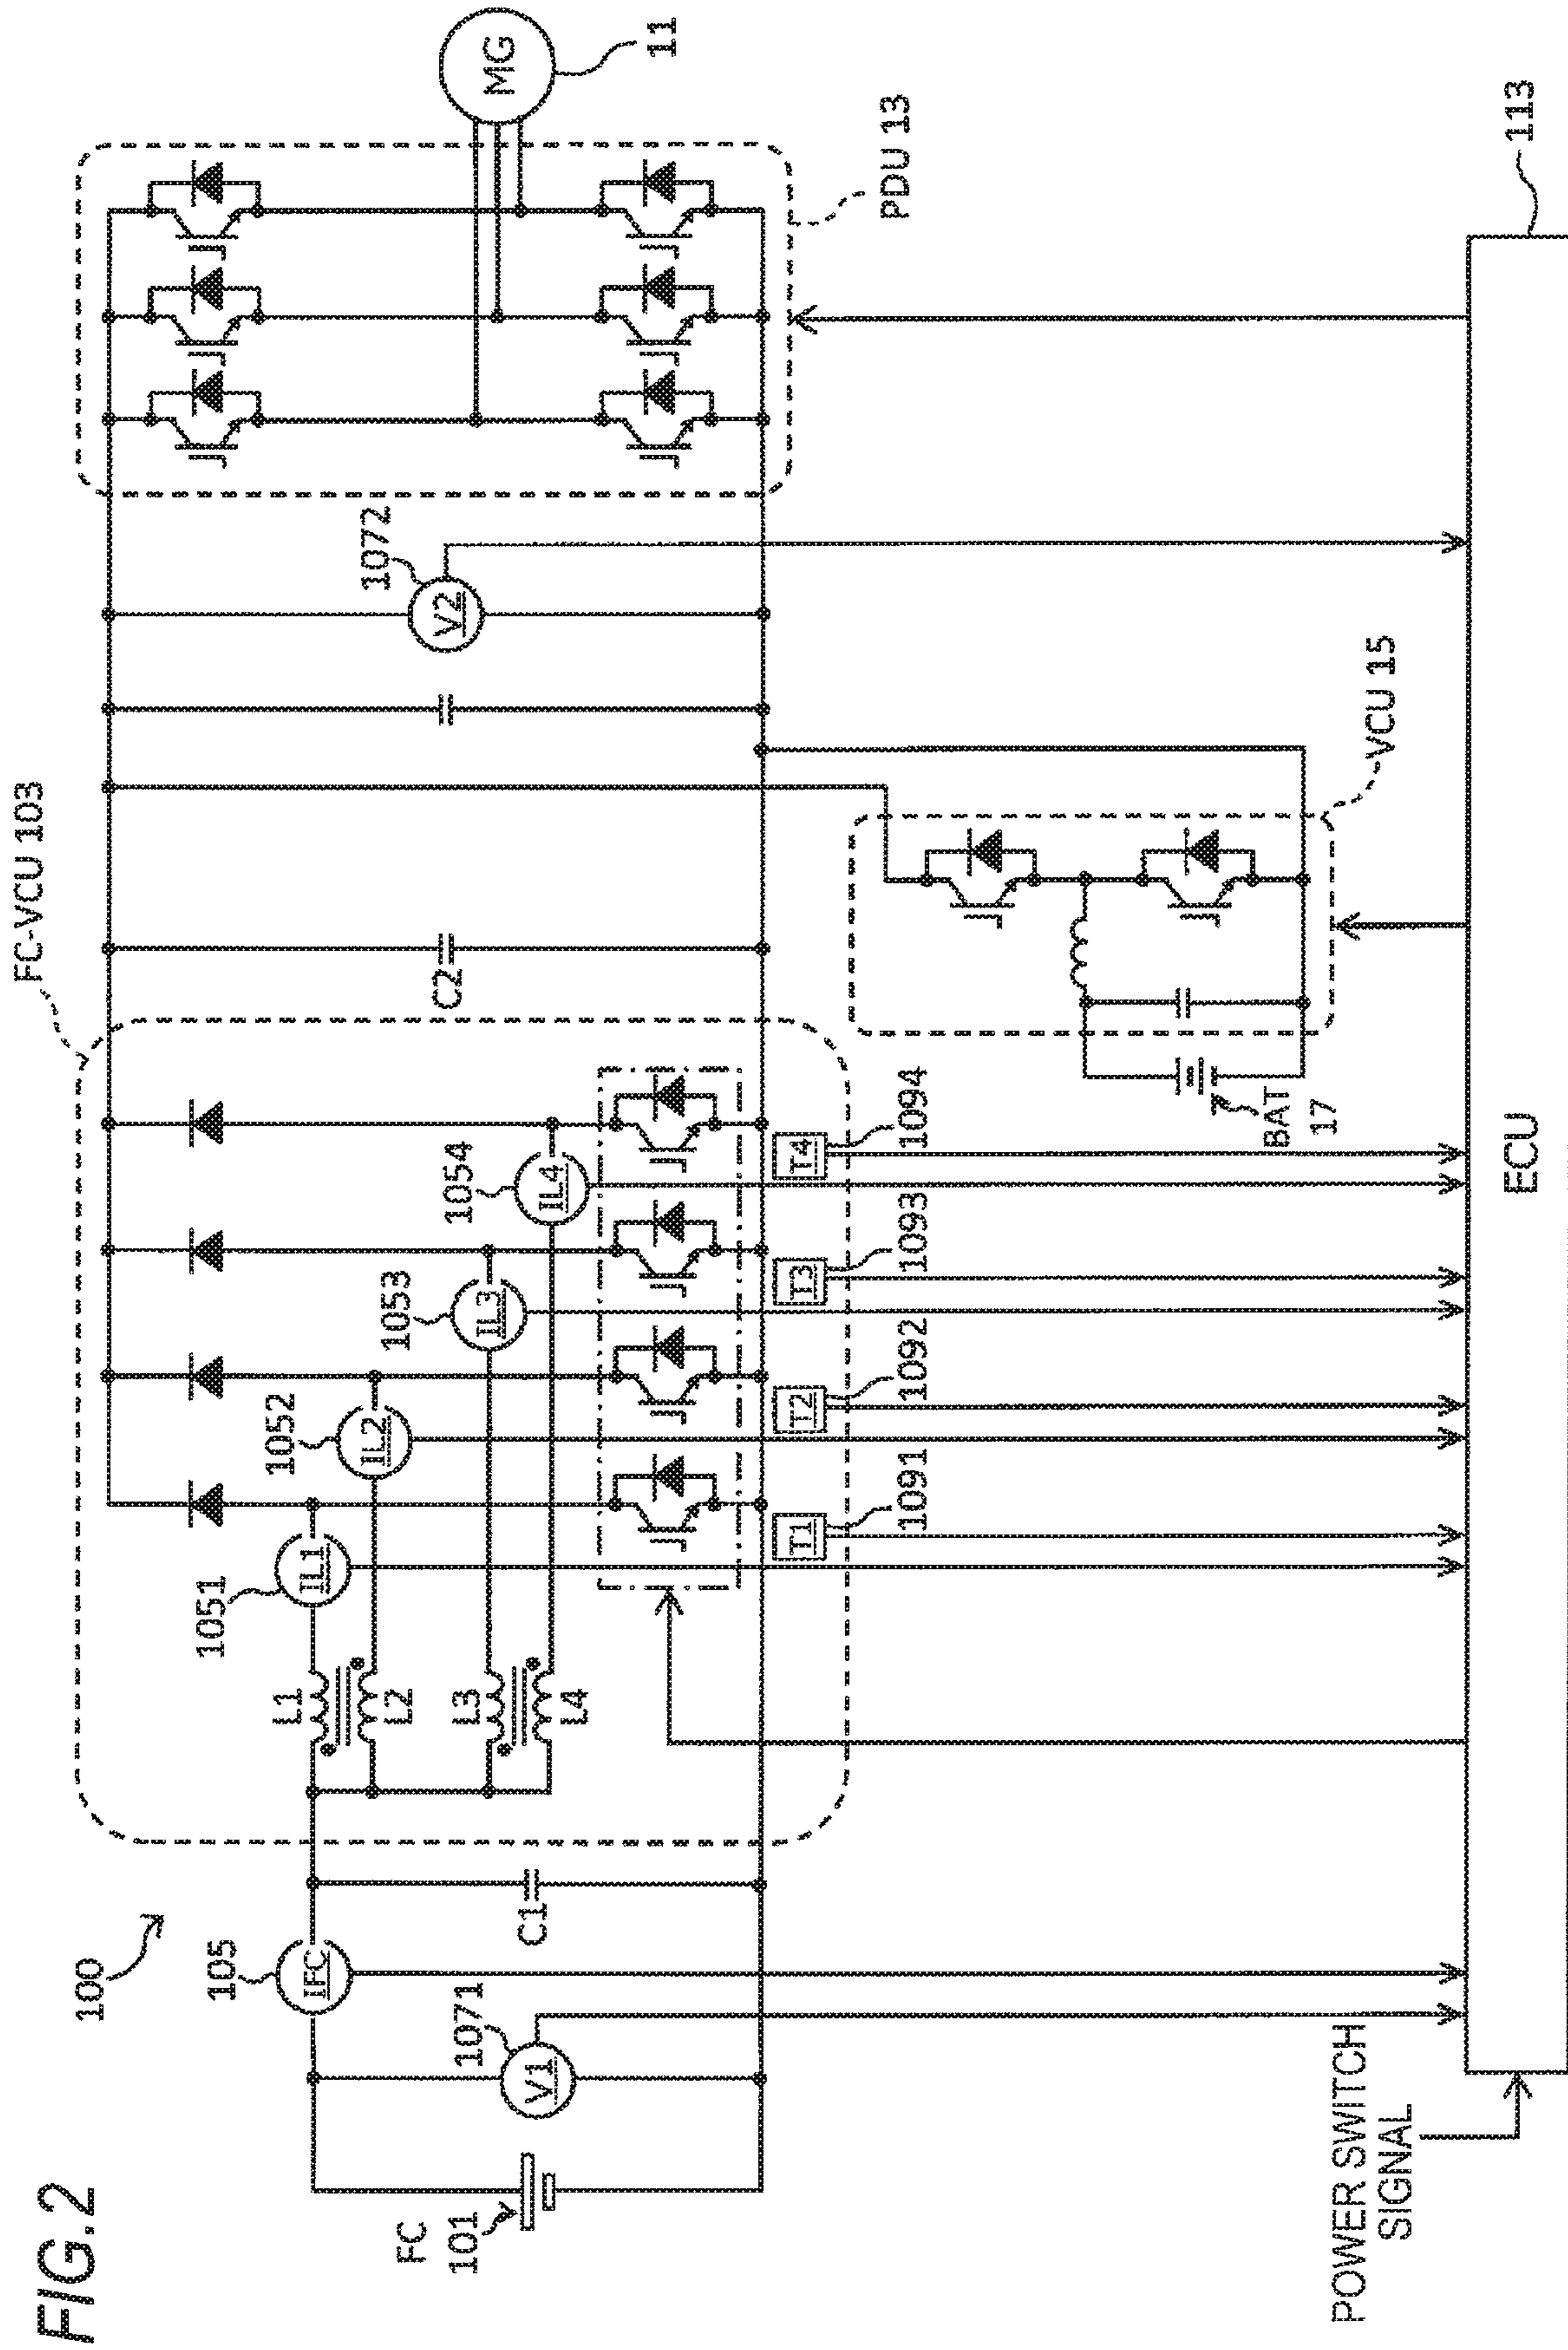 FIG.2
100
FC-VCU 103
1051
IL1
1052
IL2
1053
IL3
1054
IL4
L1
L2
L3
L4
105
IFC
1071
V1
FC
101
C1
C2
1072
V2
MG
11
PDU 13
T1
1091
T2
1092
T3
1093
T4
1094
BAT
17
VCU 15
POWER SWITCH
SIGNAL
ECU
113